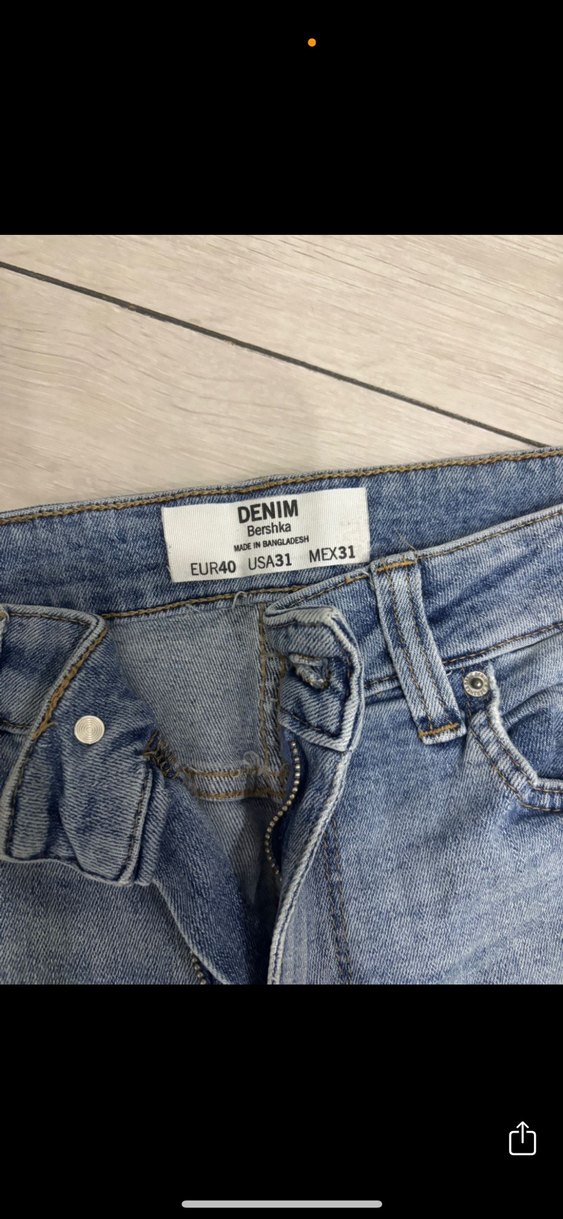 DENIM
Bershka
MADE IN BANGLADESH
EUR40 USA31 MEX31